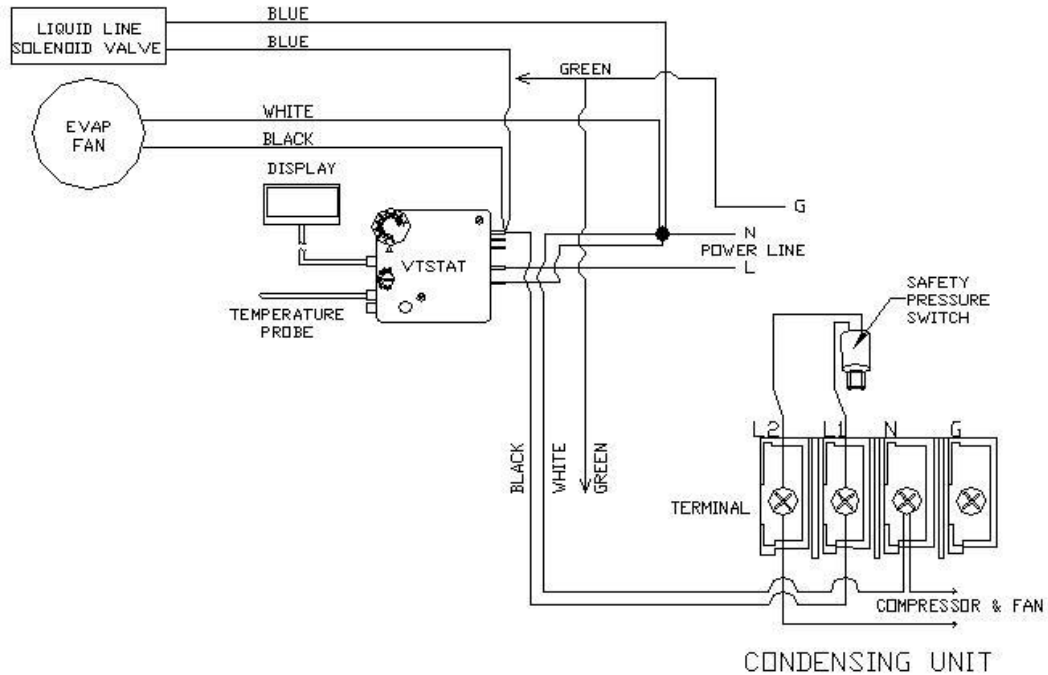 LIQUID LINE
SOLENOID VALVE
BLUE
BLUE
GREEN
EVAP
FAN
WHITE
BLACK
DISPLAY
G
N
POWER LINE
L
VTSTAT
TEMPERATURE
PROBE
SAFETY
PRESSURE
SWITCH
BLACK
WHITE
GREEN
L2
L1
N
G
TERMINAL
COMPRESSOR & FAN
CONDENSING UNIT